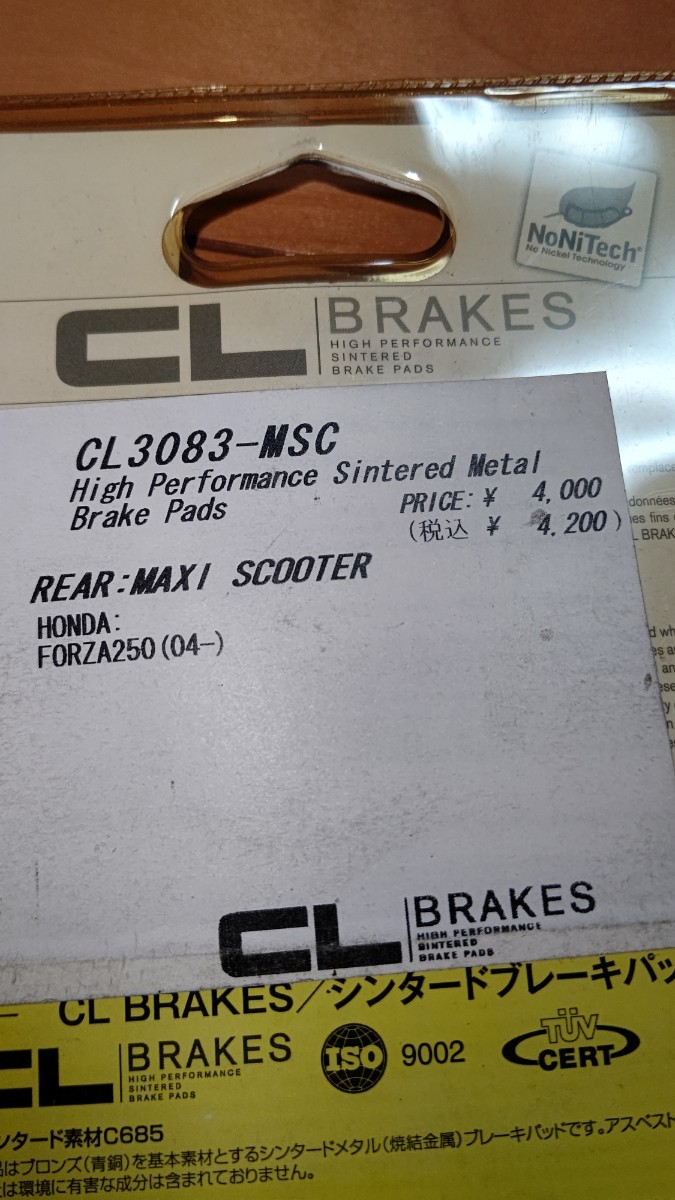 NoNiTech®
No Nickel Technology
CL BRAKES
HIGH PERFORMANCE
SINTERED
BRAKE PADS
CL3083-MSC
High Performance Sintered Metal
Brake Pads
PRICE:¥ 4,000
(税込 ¥ 4,200)
REAR:MAXI SCOOTER
HONDA:
FORZA250(04-)
données
es fins
L BRAK
CL BRAKES
HIGH PERFORMANCE
SINTERED
BRAKE PADS
CL BRAKES/シンタードブレーキパッ
CL BRAKES
HIGH PERFORMANCE
SINTERED
BRAKE PADS
ISO 9002
TÜV
CERT
ンタード素材C685
品はブロンズ(青銅)を基本素材とするシンタードメタル(焼結金属)ブレーキパッドです。アスベスト
は環境に有害な成分は含まれておりません。